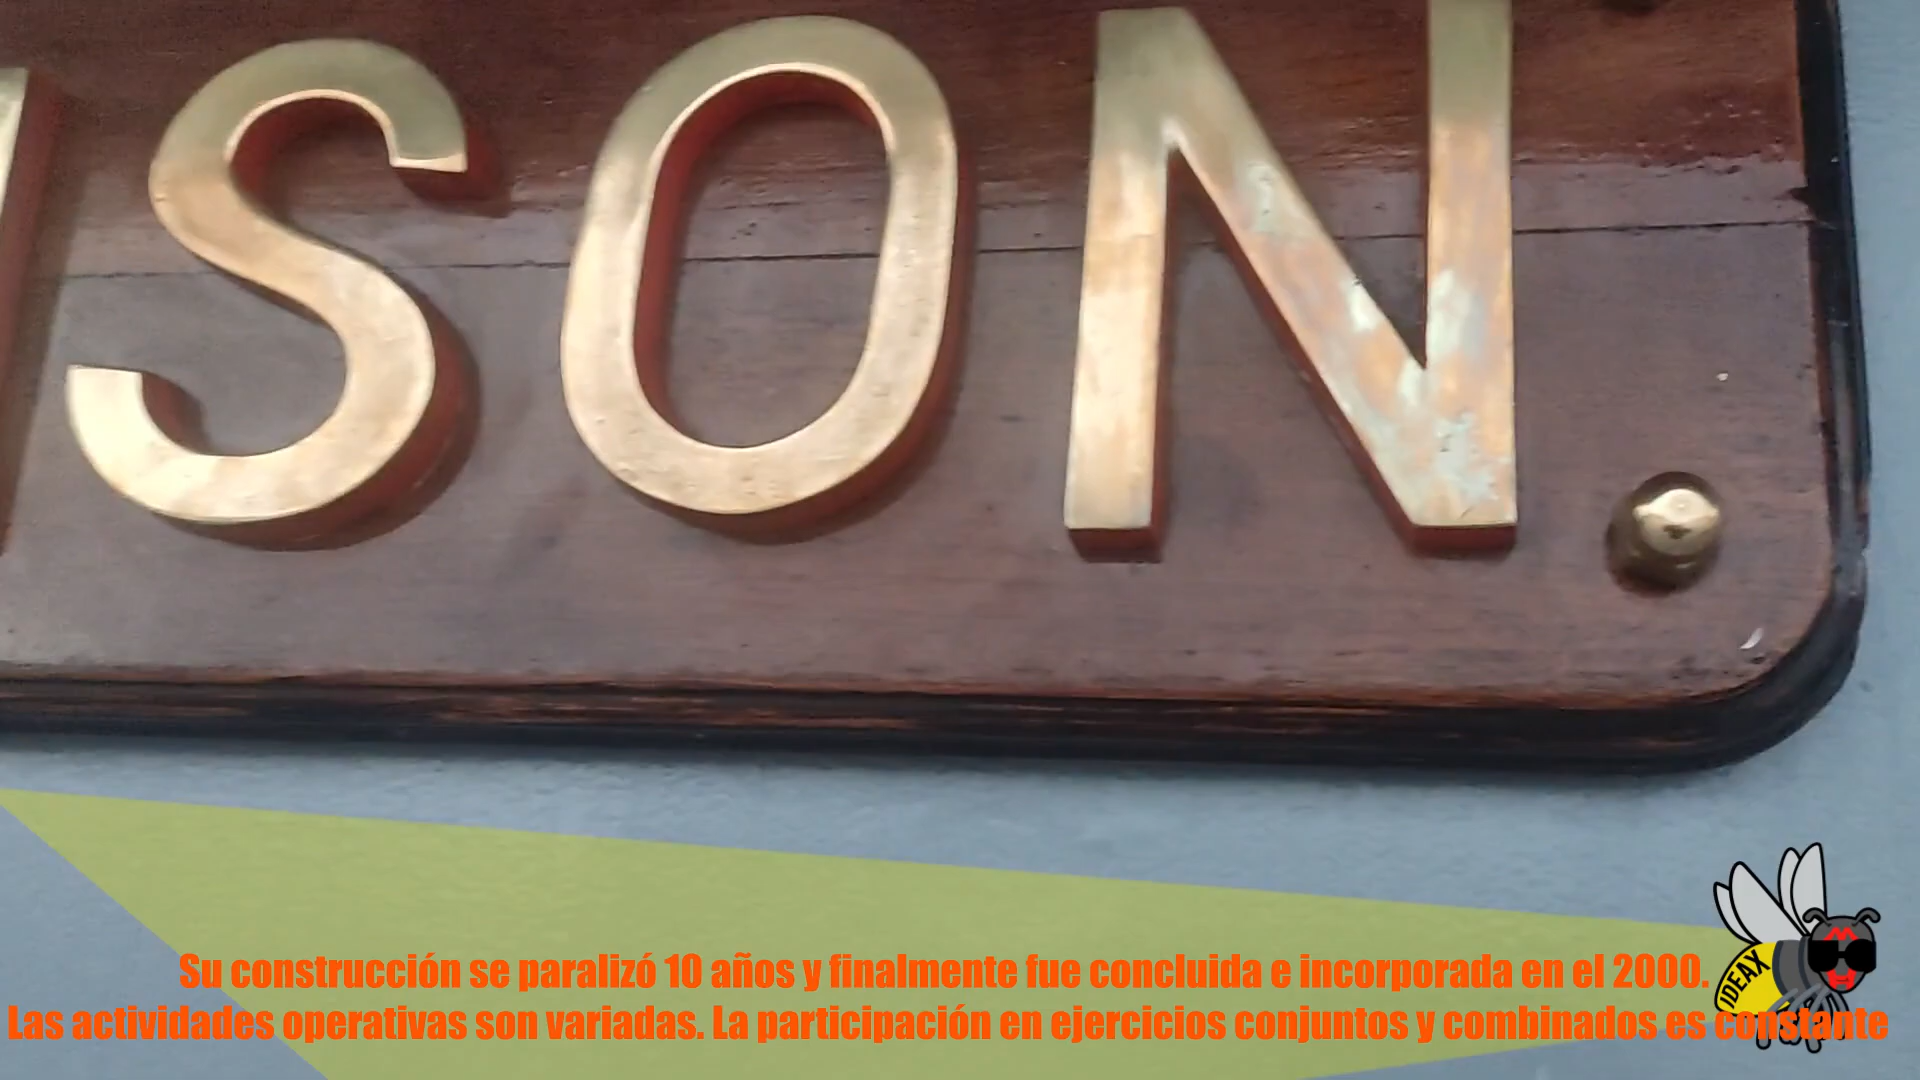 SON
Su construcción se paralizó 10 años y finalmente fue concluida e incorporada en el 2000.
Las actividades operativas son variadas. La participación en ejercicios conjuntos y combinados es constante
IDEAX